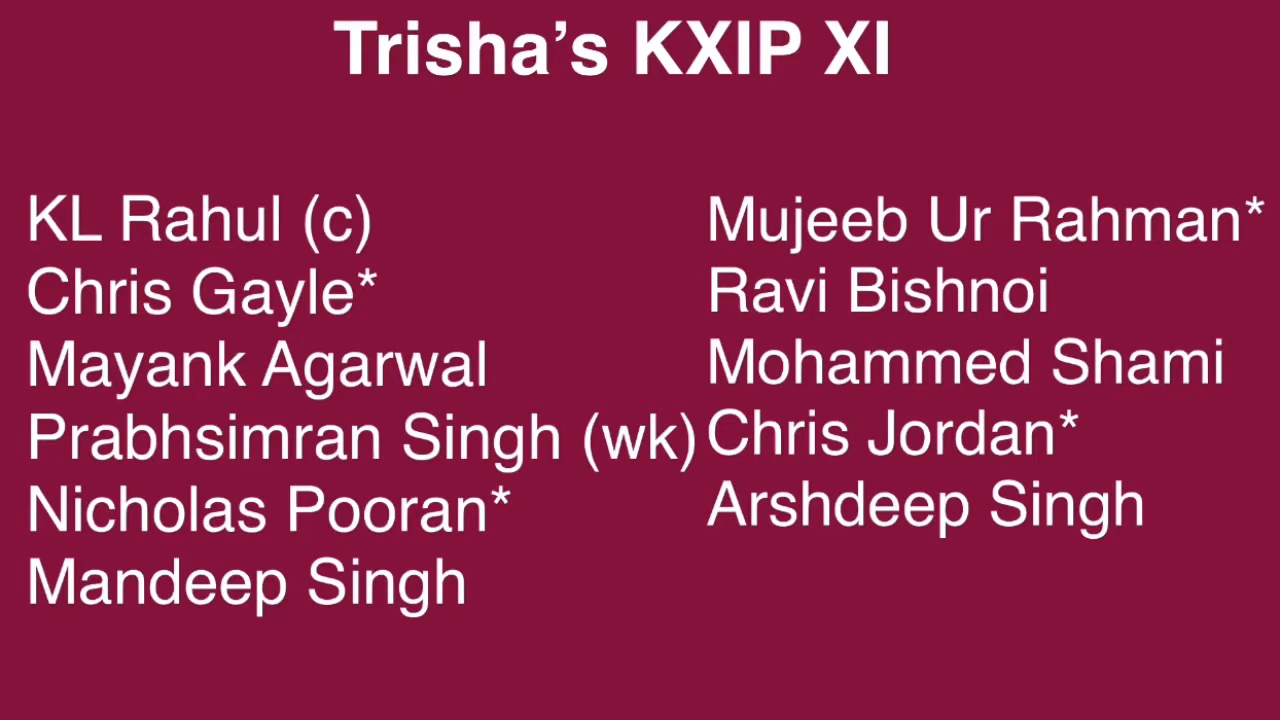 Trisha’s KXIP XI
KL Rahul (c)
Chris Gayle*
Mayank Agarwal
Prabhsimran Singh (wk)
Nicholas Pooran*
Mandeep Singh
Mujeeb Ur Rahman*
Ravi Bishnoi
Mohammed Shami
Chris Jordan*
Arshdeep Singh